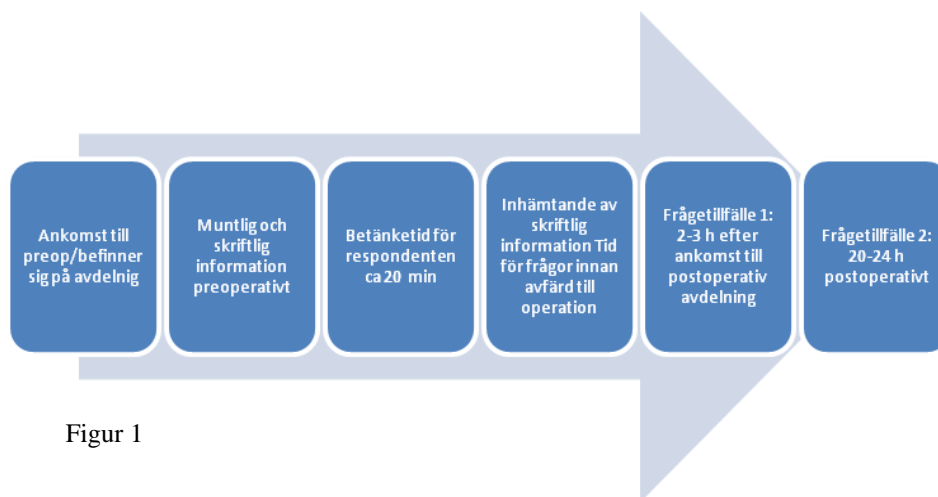 Ankomst till
preop/befinner
sig på avdelnig
Muntlig och
skriftlig
information
preoperativt
Betänketid för
respondenten
ca 20 min
Inhämtande av
skriftlig
information Tid
för frågor innan
avfärd till
operation
Frågetillfälle 1:
2-3 h efter
ankomst till
postoperativ
avdelning
Frågetillfälle 2:
20-24 h
postoperativt
Figur 1